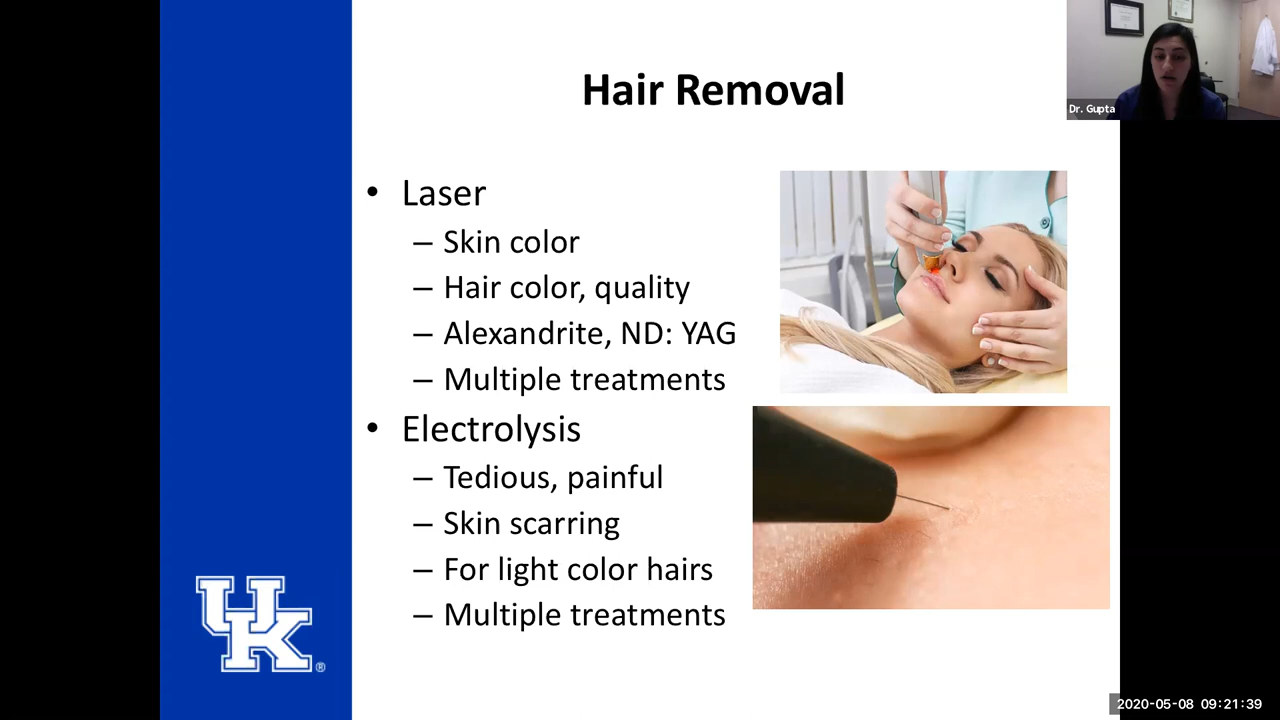 Hair Removal
Dr. Gupta
• Laser
– Skin color
– Hair color, quality
– Alexandrite, ND: YAG
– Multiple treatments
• Electrolysis
– Tedious, painful
– Skin scarring
– For light color hairs
– Multiple treatments
UK®
2020-05-08 09:21:39